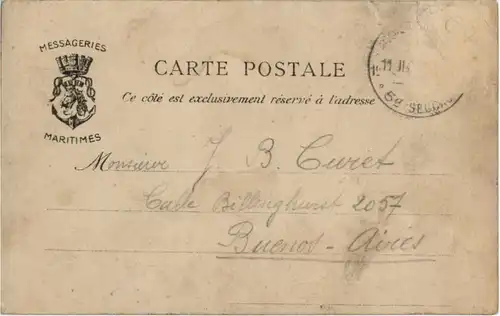 MESSAGERIES
MARITIMES
CARTE POSTALE
Ce côté est exclusivement réservé à l'adresse
Monsieur J. B. Curet
Calle Billinghurst 2057
Buenos-Aires